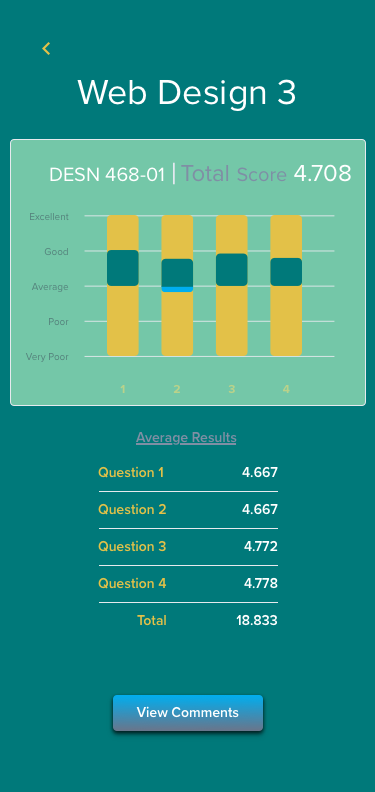 Web Design 3
DESN 468-01 | Total Score 4.708
Excellent
Good
Average
Poor
Very Poor
1 2 3 4
Average Results
Question 1 4.667
Question 2 4.667
Question 3 4.772
Question 4 4.778
Total 18.833
View Comments